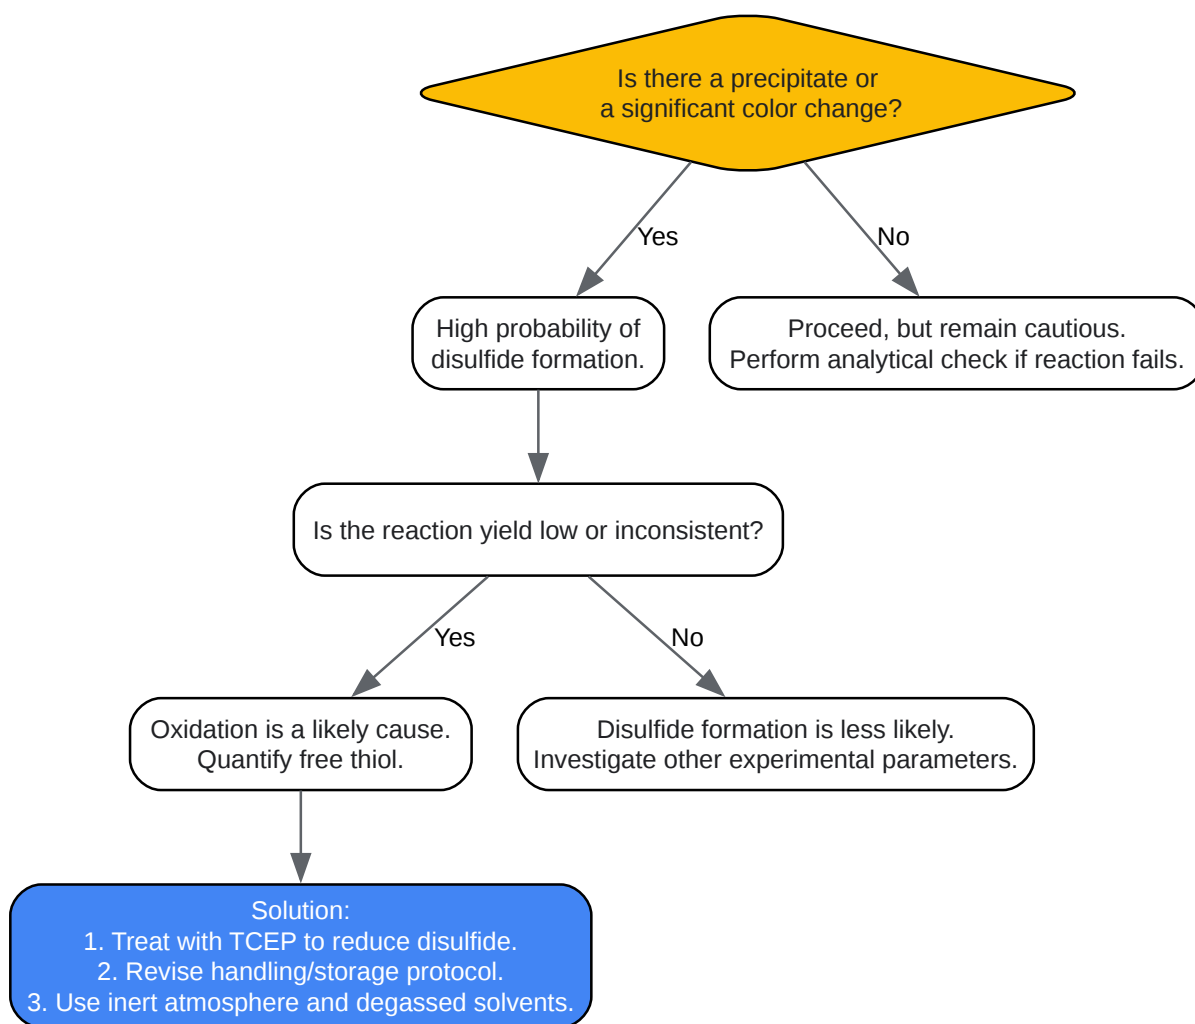 Is there a precipitate or
a significant color change?
Yes
No
High probability of
disulfide formation.
Proceed, but remain cautious.
Perform analytical check if reaction fails.
Is the reaction yield low or inconsistent?
Yes
No
Oxidation is a likely cause.
Quantify free thiol.
Disulfide formation is less likely.
Investigate other experimental parameters.
Solution:
1. Treat with TCEP to reduce disulfide.
2. Revise handling/storage protocol.
3. Use inert atmosphere and degassed solvents.